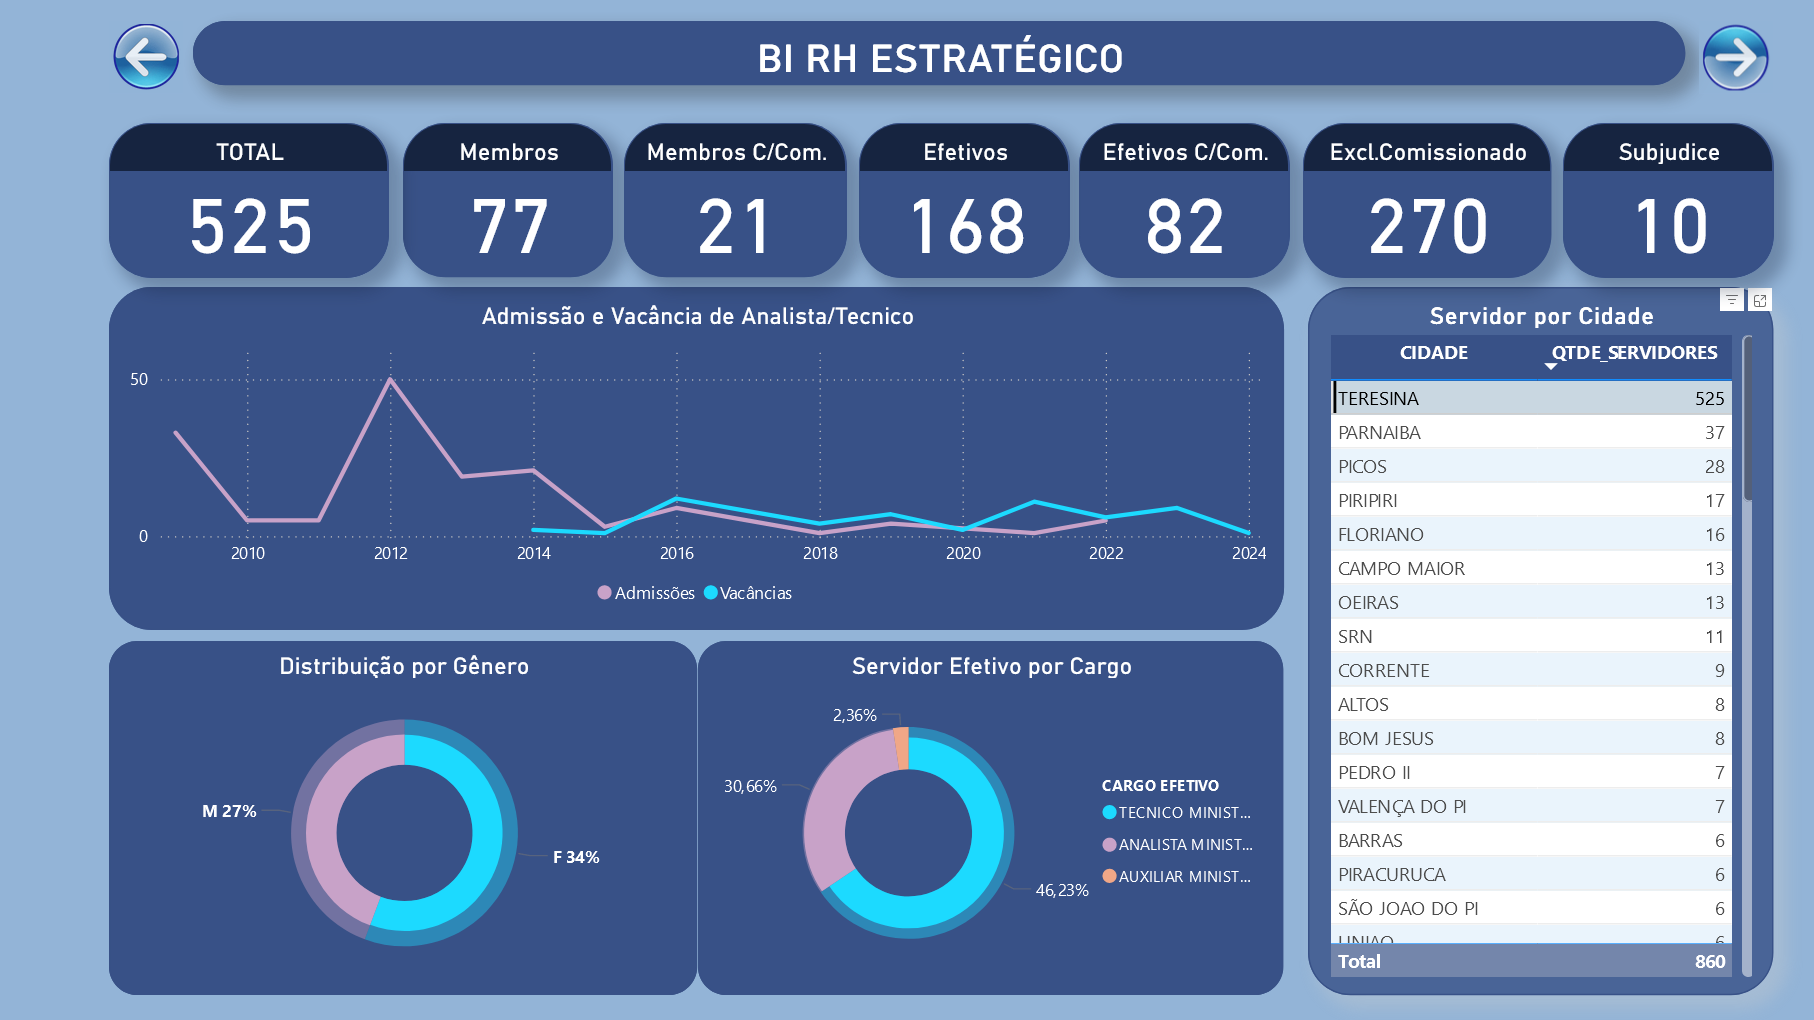 BI RH ESTRATÉGICO
TOTAL
525
Membros
77
Membros C/Com.
21
Efetivos
168
Efetivos C/Com.
82
Excl.Comissionado
270
Subjudice
10
Admissão e Vacância de Analista/Tecnico
50
0
2010 2012 2014 2016 2018 2020 2022 2024
Admissões Vacâncias
Distribuição por Gênero
M 27%
F 34%
Servidor Efetivo por Cargo
2,36%
30,66%
46,23%
CARGO EFETIVO
TECNICO MINIST...
ANALISTA MINIST...
AUXILIAR MINIST...
Servidor por Cidade
CIDADE QTDE_SERVIDORES
TERESINA 525
PARNAIBA 37
PICOS 28
PIRIPIRI 17
FLORIANO 16
CAMPO MAIOR 13
OEIRAS 13
SRN 11
CORRENTE 9
ALTOS 8
BOM JESUS 8
PEDRO II 7
VALENÇA DO PI 7
BARRAS 6
PIRACURUCA 6
SÃO JOAO DO PI 6
UNIAO 6
Total 860